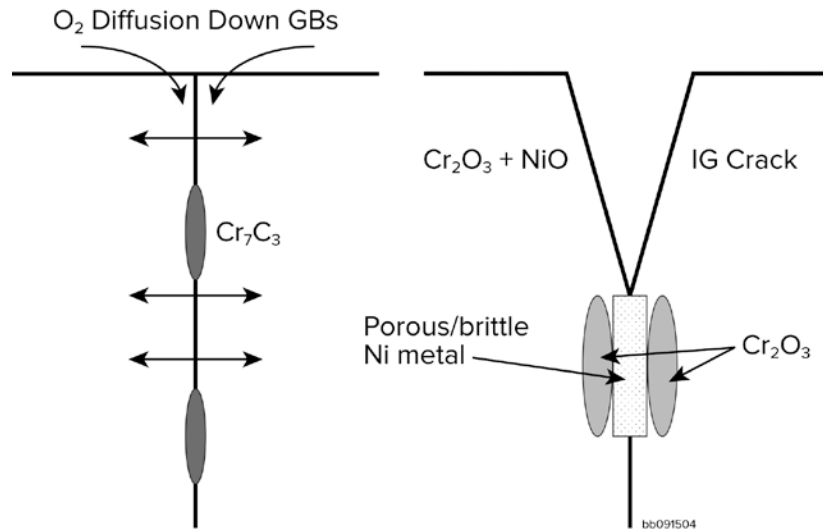 O₂ Diffusion Down GBs
Cr₇C₃
Cr₂O₃ + NiO
IG Crack
Porous/brittle
Ni metal
Cr₂O₃
bb091504